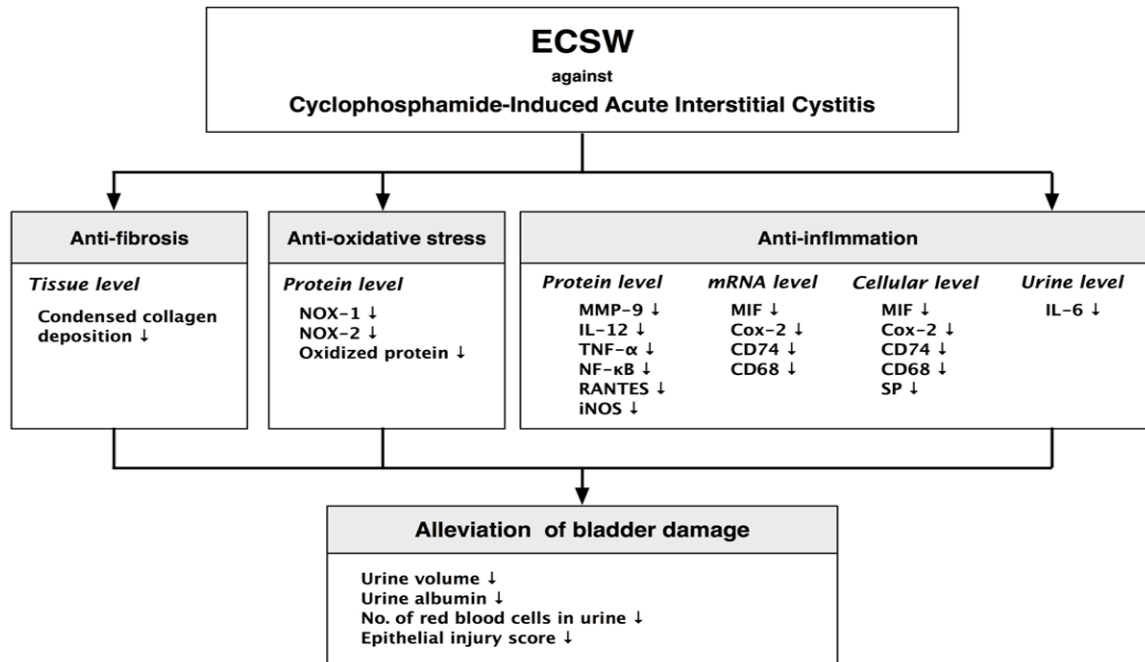 ECSW
against
Cyclophosphamide-Induced Acute Interstitial Cystitis
Anti-fibrosis
Tissue level
Condensed collagen
deposition ↓
Anti-oxidative stress
Protein level
NOX-1 ↓
NOX-2 ↓
Oxidized protein ↓
Anti-inflmmation
Protein level
MMP-9 ↓
IL-12 ↓
TNF-α ↓
NF-κB ↓
RANTES ↓
iNOS ↓
mRNA level
MIF ↓
Cox-2 ↓
CD74 ↓
CD68 ↓
Cellular level
MIF ↓
Cox-2 ↓
CD74 ↓
CD68 ↓
SP ↓
Urine level
IL-6 ↓
Alleviation of bladder damage
Urine volume ↓
Urine albumin ↓
No. of red blood cells in urine ↓
Epithelial injury score ↓